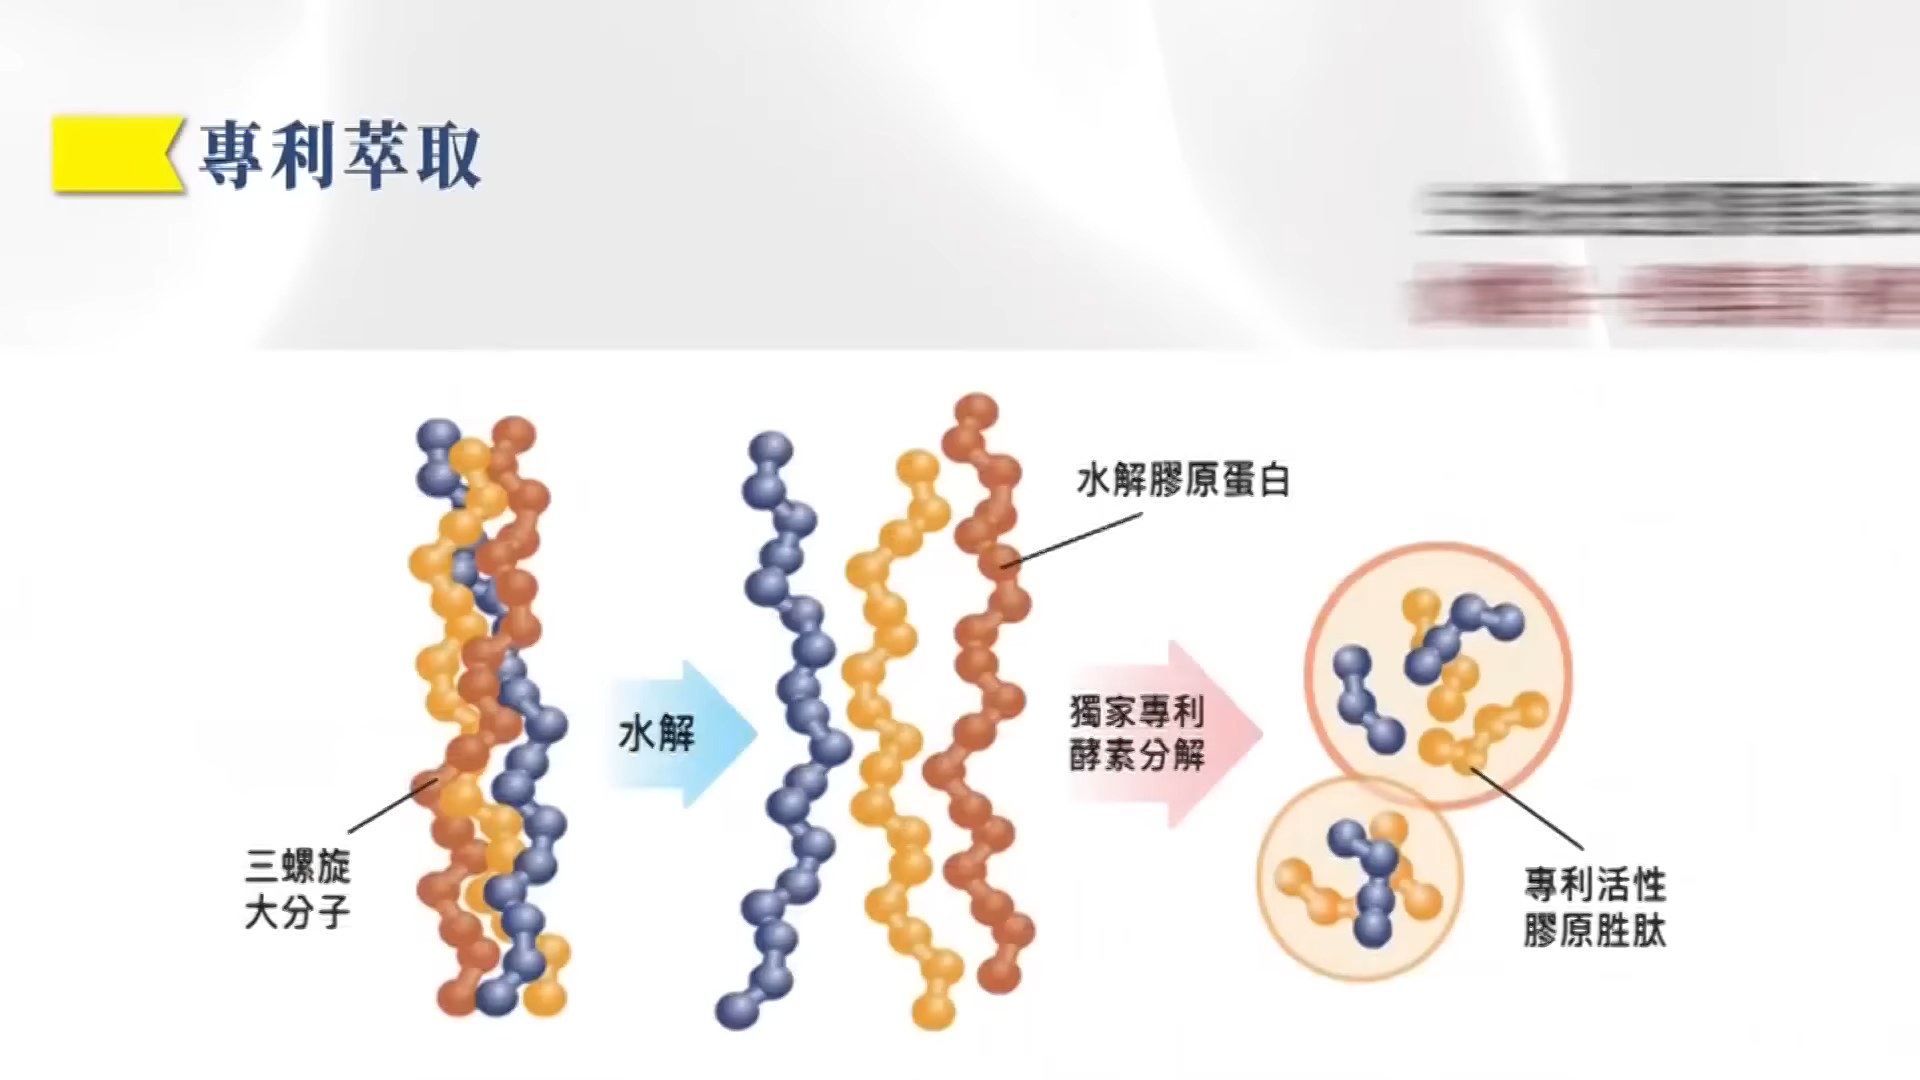 專利萃取
水解膠原蛋白
水解
獨家專利
酵素分解
三螺旋
大分子
專利活性
膠原胜肽